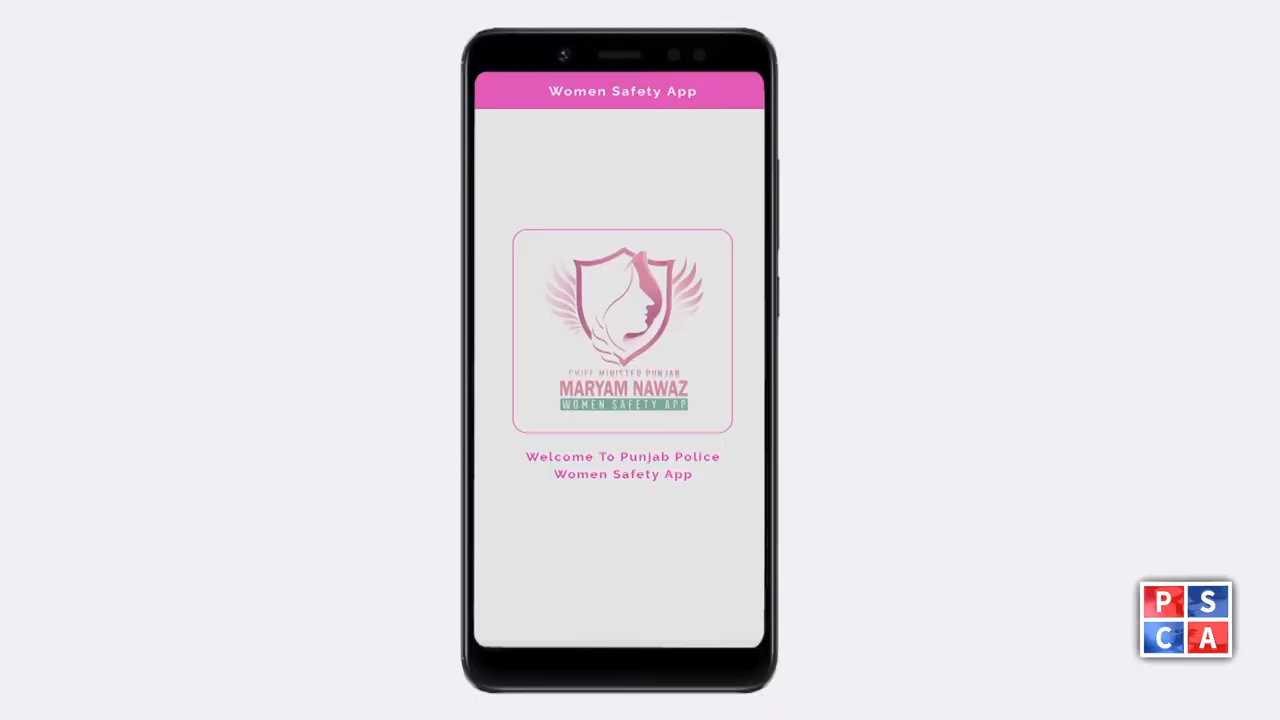 Women Safety App
CHIEF MINISTER PUNJAB
MARYAM NAWAZ
WOMEN SAFETY APP
Welcome To Punjab Police
Women Safety App
P S
C A